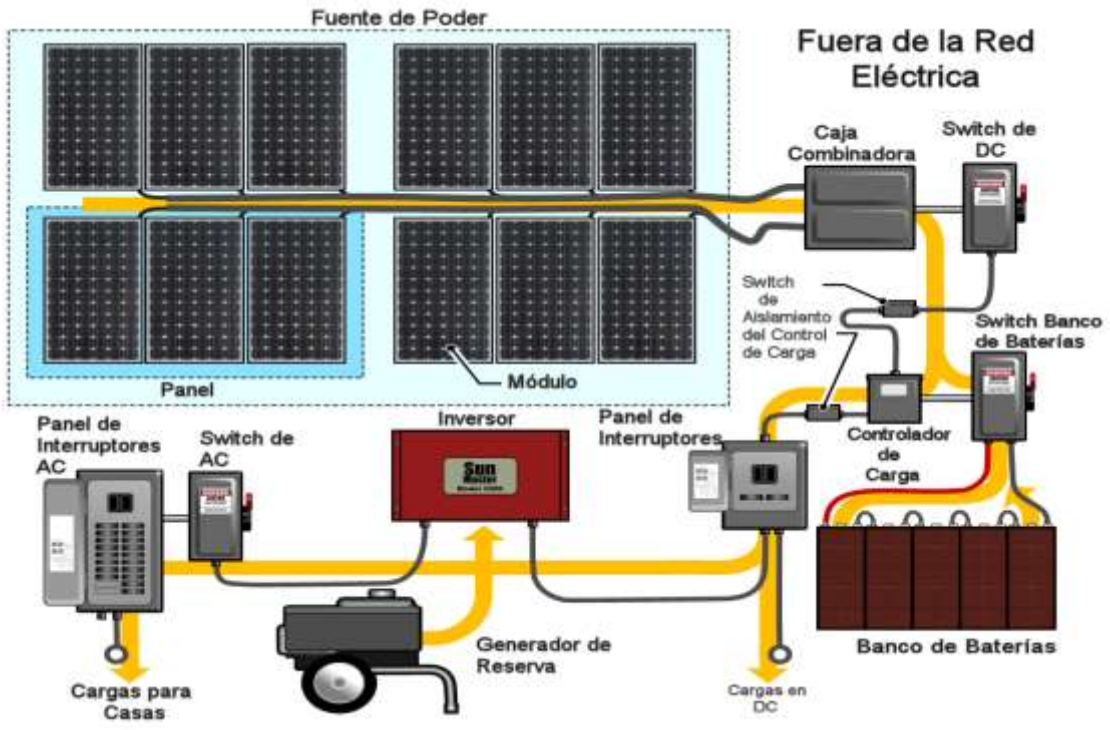 Fuente de Poder
Fuera de la Red
Eléctrica
Caja
Combinadora
Switch de
DC
Switch
de
Aislamiento
del Control
de Carga
Switch Banco
de Baterías
Panel
Módulo
Panel de
Interruptores
AC
Switch de
AC
Inversor
Sun
Panel de
Interruptores
Controlador
de
Carga
Generador de
Reserva
Banco de Baterías
Cargas para
Casas
Cargas en
DC